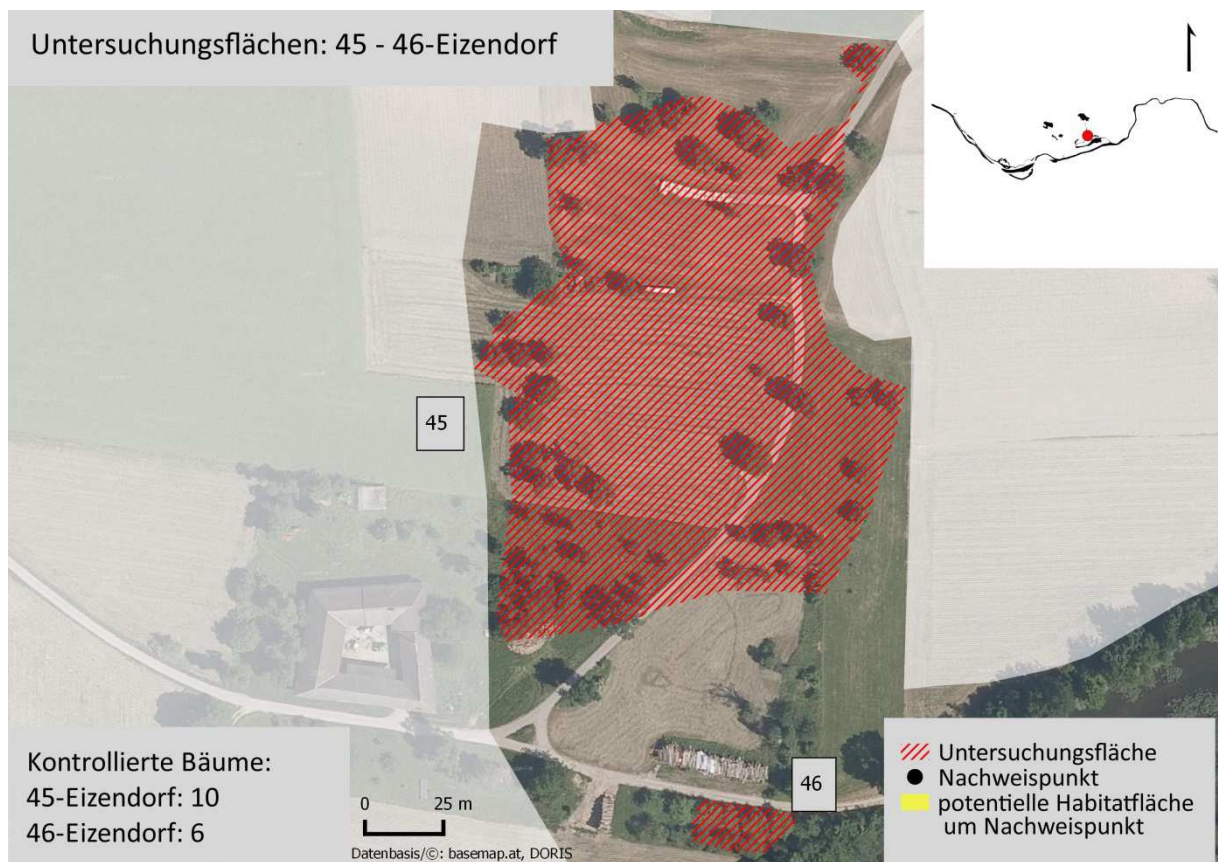 Untersuchungsflächen: 45 - 46-Eizendorf
45
46
Kontrollierte Bäume:
45-Eizendorf: 10
46-Eizendorf: 6
0 25 m
Datenbasis/©: basemap.at, DORIS
Untersuchungsfläche
Nachweispunkt
potentielle Habitatfläche
um Nachweispunkt